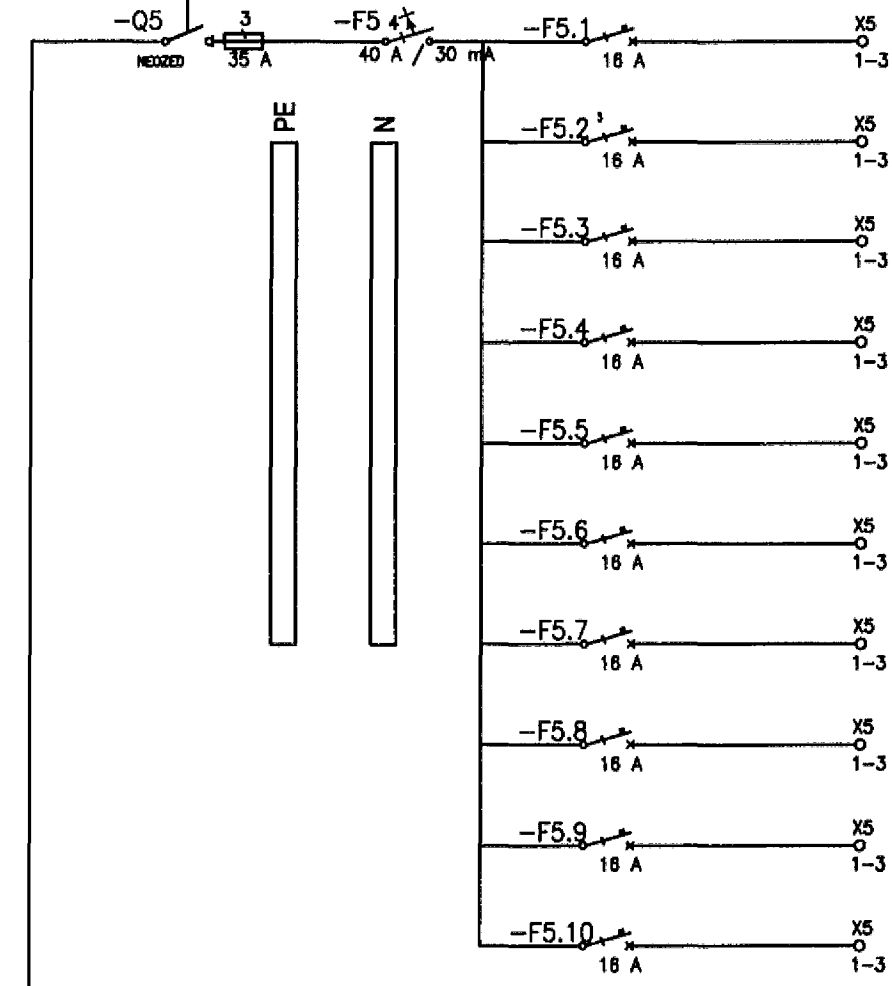 -Q5 3 -F5 4 -F5.1 X5
NEOZED 35 A 40 A / 30 mA 16 A 1-3
PE N
-F5.2 3 X5
16 A 1-3
-F5.3 X5
16 A 1-3
-F5.4 X5
16 A 1-3
-F5.5 X5
16 A 1-3
-F5.6 X5
16 A 1-3
-F5.7 X5
16 A 1-3
-F5.8 X5
16 A 1-3
-F5.9 X5
16 A 1-3
-F5.10 X5
16 A 1-3